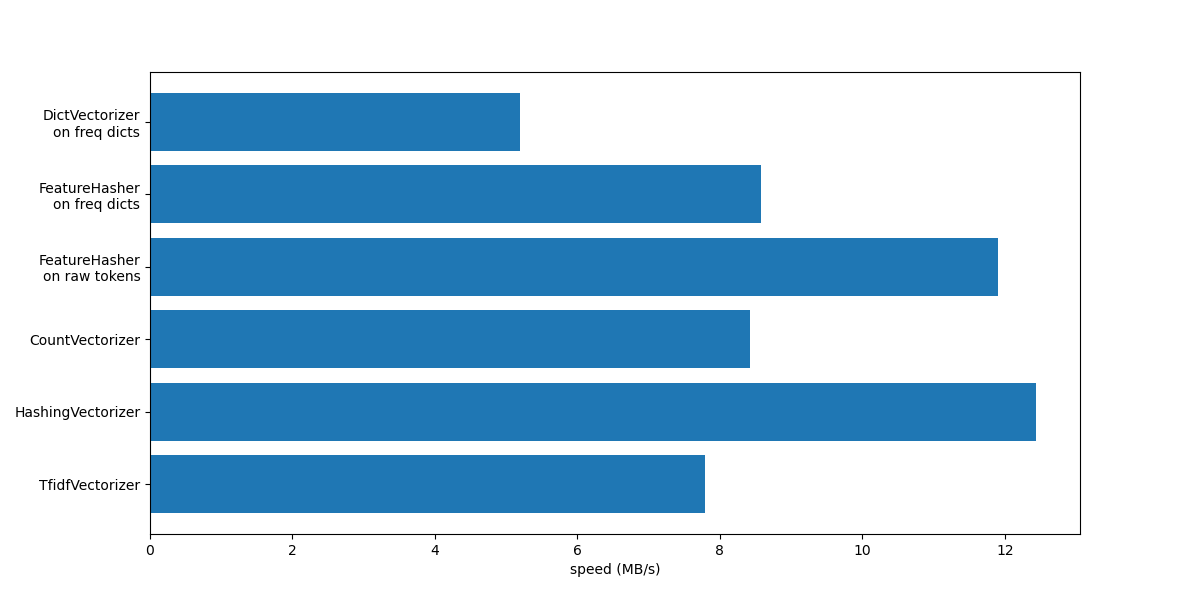 DictVectorizer
on freq dicts
FeatureHasher
on freq dicts
FeatureHasher
on raw tokens
CountVectorizer
HashingVectorizer
TfidfVectorizer
0 2 4 6 8 10 12
speed (MB/s)